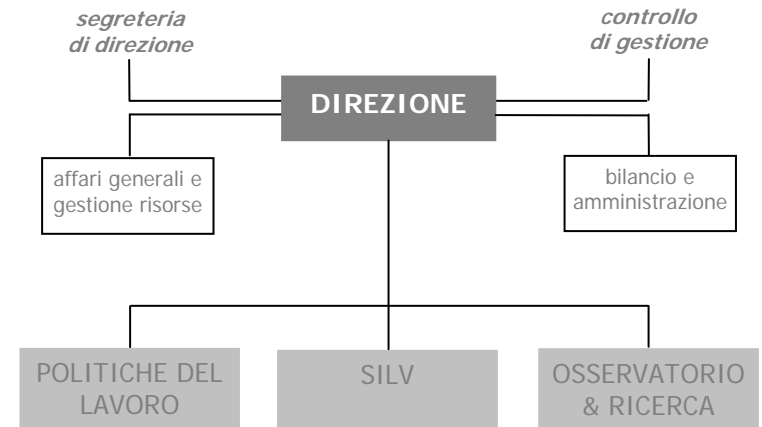 segreteria
di direzione
controllo
di gestione
DIREZIONE
affari generali e
gestione risorse
bilancio e
amministrazione
POLITICHE DEL
LAVORO
SILV
OSSERVATORIO
& RICERCA